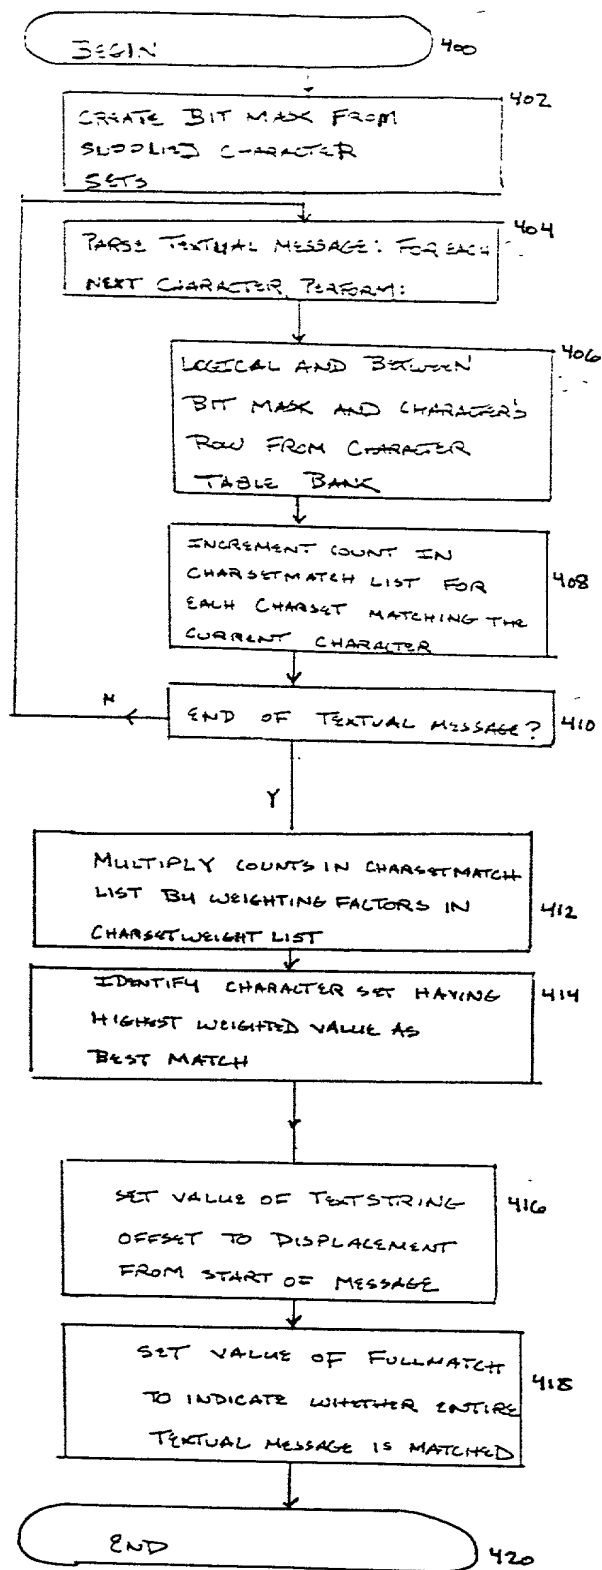 BEGIN
400
402
CREATE BIT MASK FROM
SUPPLIED CHARACTER
SETS
404
PARSE TEXTUAL MESSAGE: FOR EACH
NEXT CHARACTER PERFORM:
406
LOGICAL AND BETWEEN
BIT MASK AND CHARACTER'S
ROW FROM CHARACTER
TABLE BANK
INCREMENT COUNT IN
CHARSETMATCH LIST FOR
EACH CHARSET MATCHING THE
CURRENT CHARACTER
408
N
END OF TEXTUAL MESSAGE?
410
Y
MULTIPLY COUNTS IN CHARSETMATCH
LIST BY WEIGHTING FACTORS IN
CHARSETWEIGHT LIST
412
IDENTIFY CHARACTER SET HAVING
HIGHEST WEIGHTED VALUE AS
BEST MATCH
414
SET VALUE OF TEXTSTRING
OFFSET TO DISPLACEMENT
FROM START OF MESSAGE
416
SET VALUE OF FULLMATCH
TO INDICATE WHETHER ENTIRE
TEXTUAL MESSAGE IS MATCHED
418
END
420